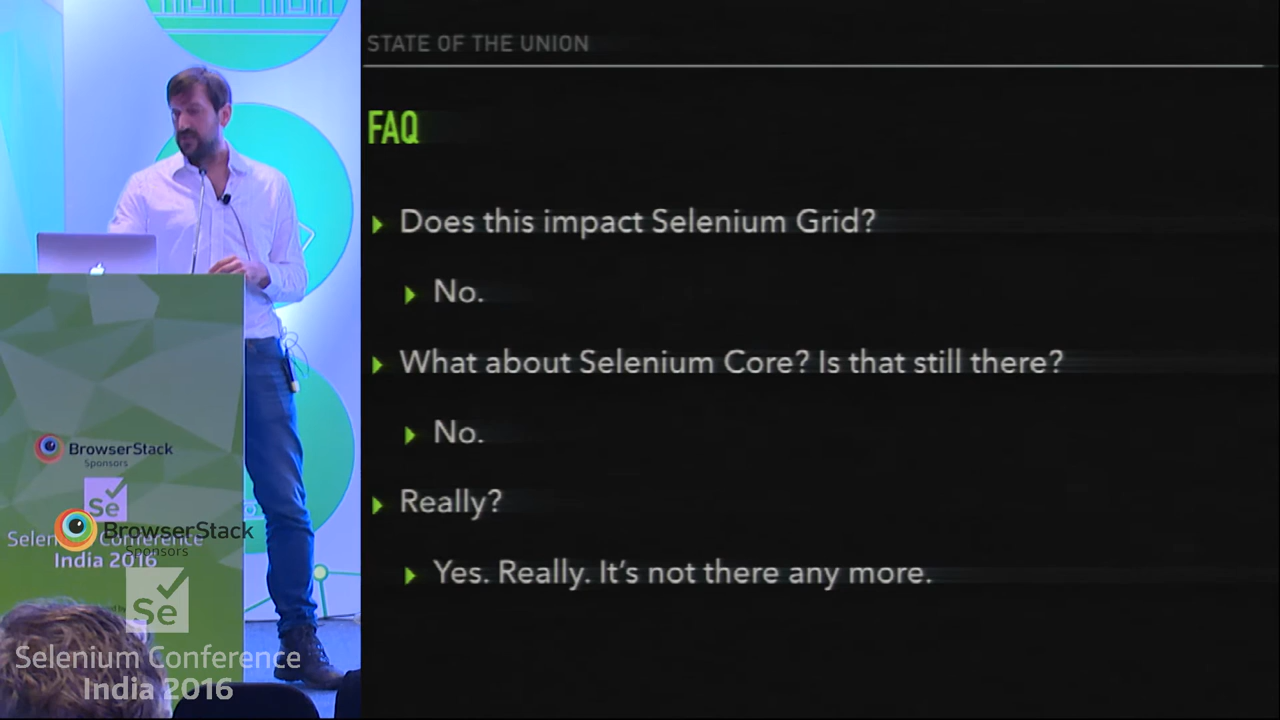 STATE OF THE UNION
FAQ
Does this impact Selenium Grid?
No.
What about Selenium Core? Is that still there?
No.
Really?
Yes. Really. It's not there any more.
BrowserStack
Sponsors
Se
Selenium Conference
India 2016
BrowserStack
Sponsors
Se
Selenium Conference
India 2016